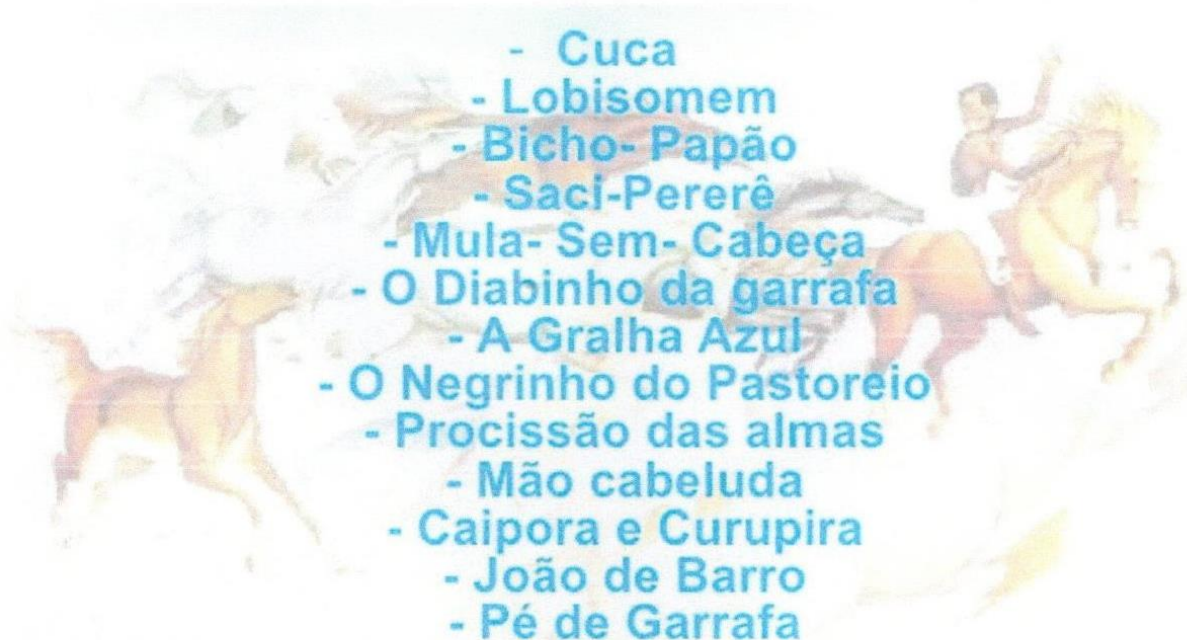 - Cuca
- Lobisomem
- Bicho- Papão
- Saci-Pererê
- Mula- Sem- Cabeça
- O Diabinho da garrafa
- A Gralha Azul
- O Negrinho do Pastoreio
- Procissão das almas
- Mão cabeluda
- Caipora e Curupira
- João de Barro
- Pé de Garrafa